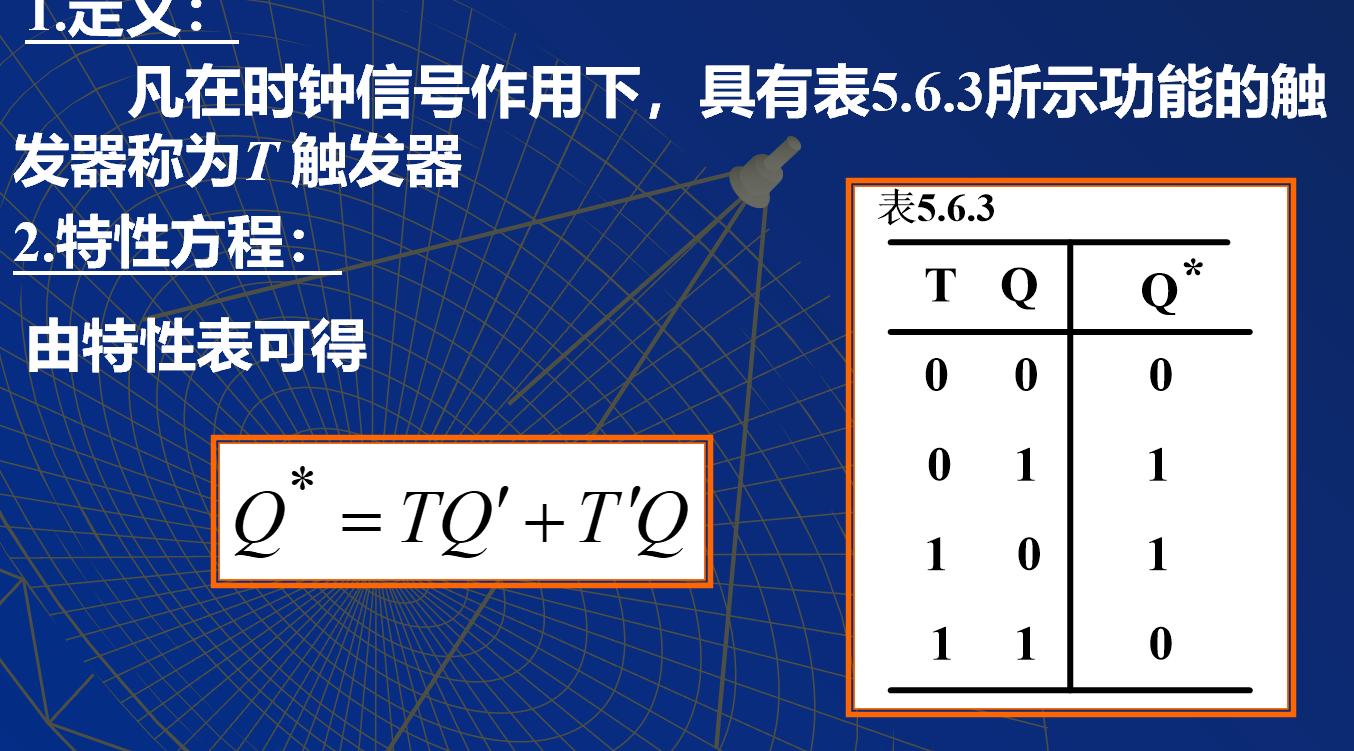 1.定义：
凡在时钟信号作用下，具有表5.6.3所示功能的触
发器称为T 触发器
2.特性方程：
由特性表可得
Q* = TQ′ + T′Q
表5.6.3
T Q Q*
0 0 0
0 1 1
1 0 1
1 1 0